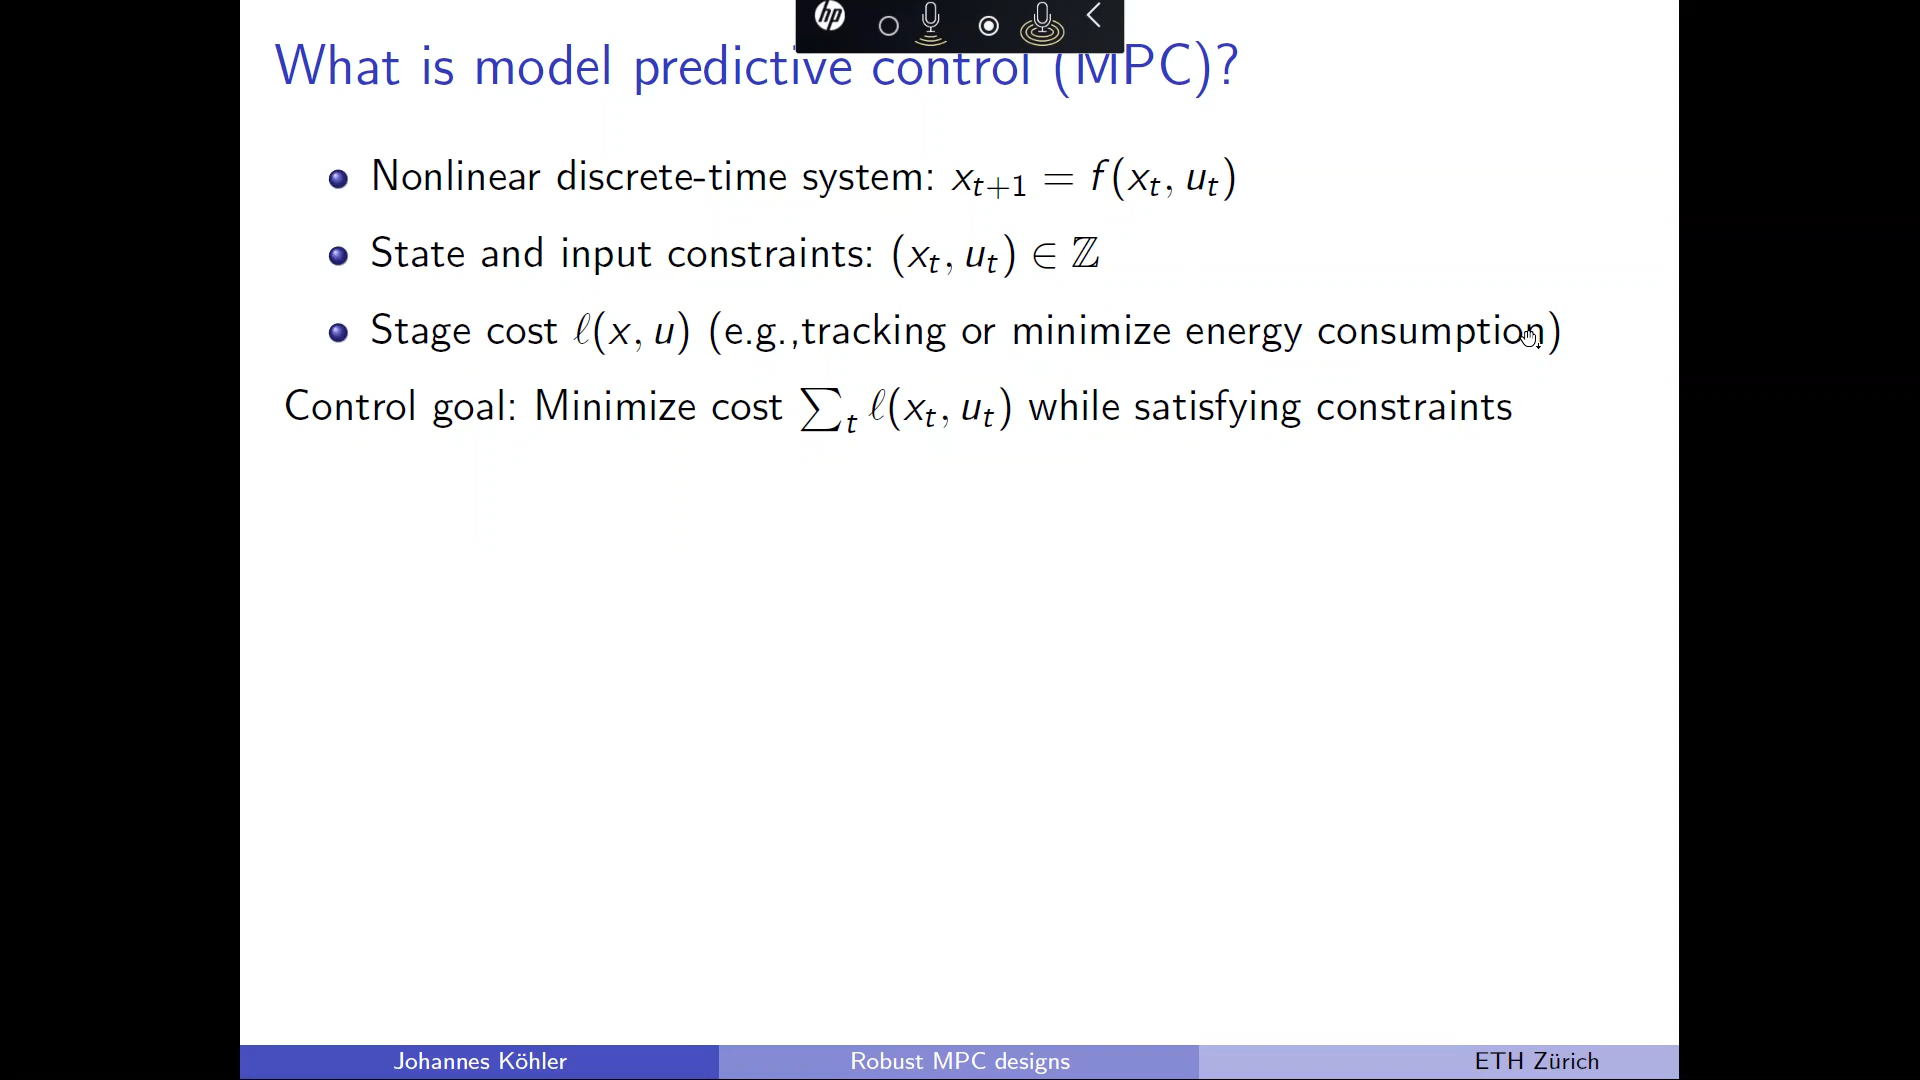 hp
What is model predictive control (MPC)?
Nonlinear discrete-time system: x_{t+1} = f(x_t, u_t)
State and input constraints: (x_t, u_t) ∈ ℤ
Stage cost ℓ(x, u) (e.g.,tracking or minimize energy consumption)
Control goal: Minimize cost ∑_t ℓ(x_t, u_t) while satisfying constraints
Johannes Köhler
Robust MPC designs
ETH Zürich